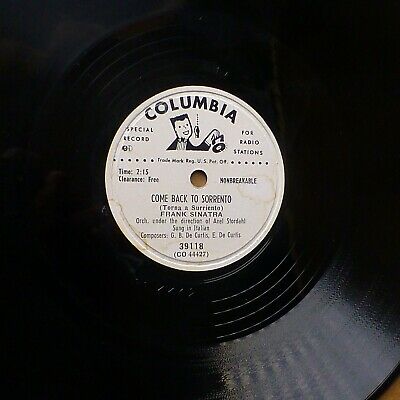 COLUMBIA
SPECIAL RECORD
FOR RADIO STATIONS
Trade Mark Reg. U.S. Pat. Off.
Time: 2:15
Clearance: Free
NONBREAKABLE
COME BACK TO SORRENTO
(Torna a Surriento)
FRANK SINATRA
Orch. under the direction of Axel Stordahl
Sung in Italian
Composers: G. B. De Curtis, E. De Curtis
39118
(CO 44427)